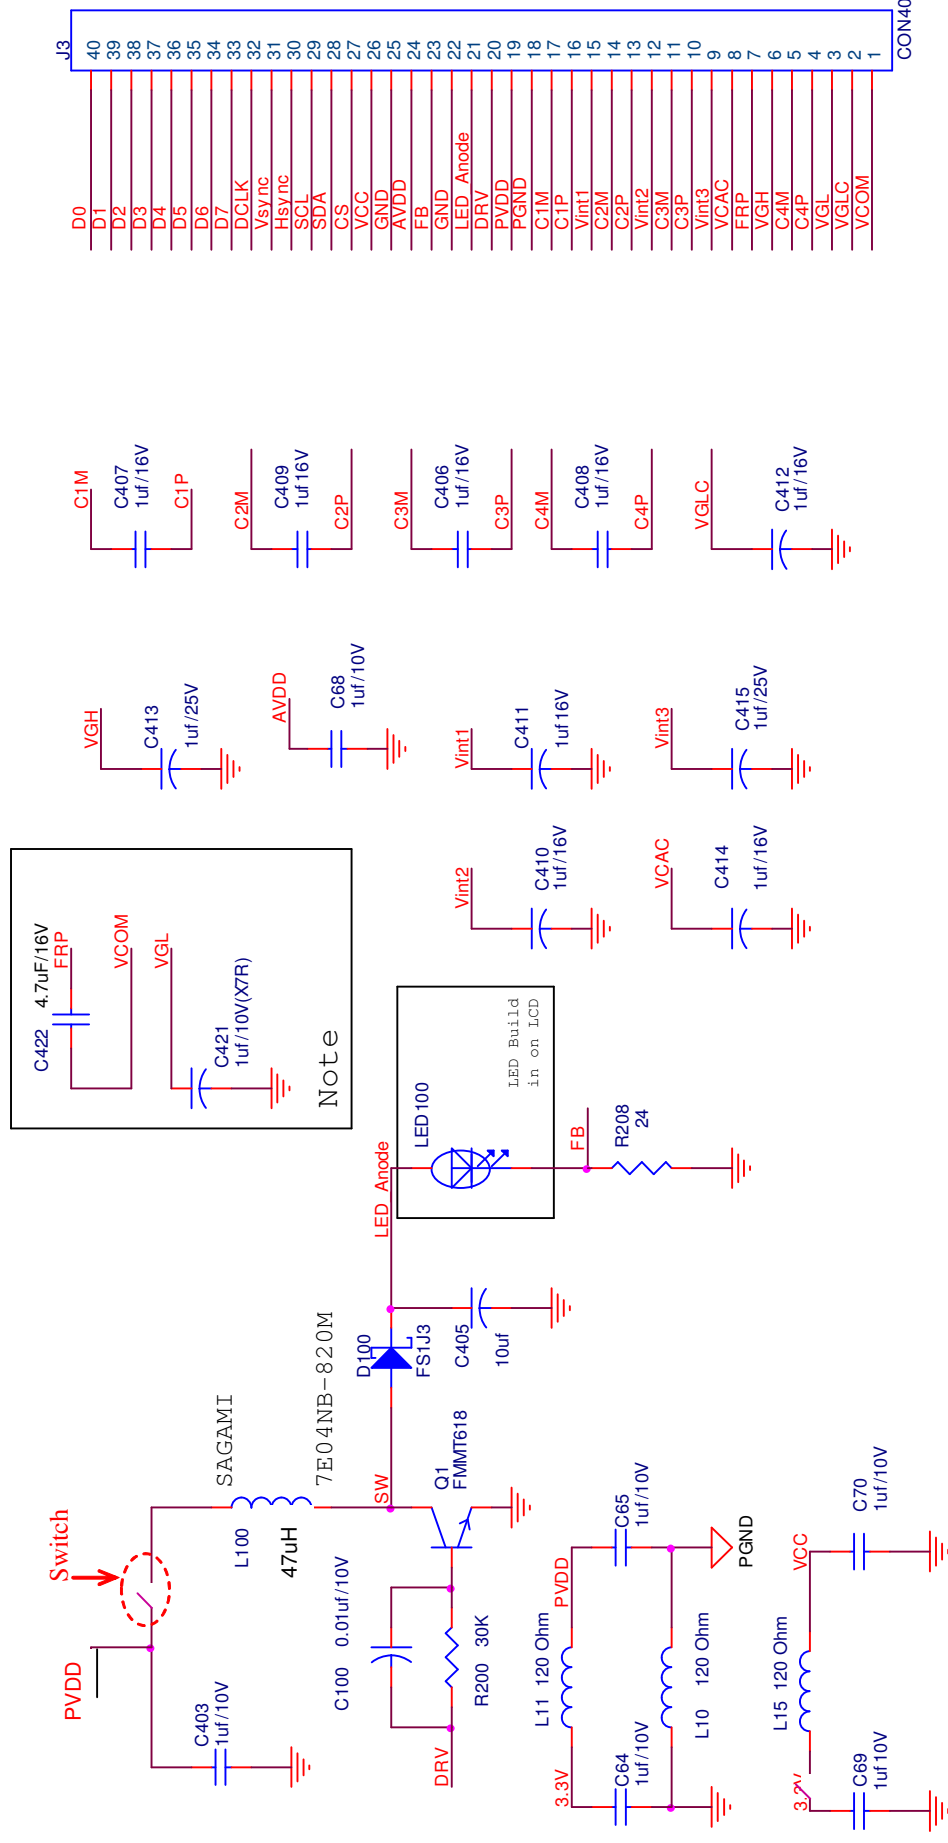 J3
40
39
38
37
36
35
34
33
32
31
30
29
28
27
26
25
24
23
22
21
20
19
18
17
16
15
14
13
12
11
10
9
8
7
6
5
4
3
2
1
CON40
D0
D1
D2
D3
D4
D5
D6
D7
DCLK
Vsync
Hsync
SCL
SDA
CS
VCC
GND
AVDD
FB
GND
LED_Anode
DRV
PVDD
PGND
C1M
C1P
Vint1
C2M
C2P
Vint2
C3M
C3P
Vint3
VCAC
FRP
VGH
C4M
C4P
VGL
VGLC
VCOM
C1M
C407
1uf/16V
C1P
C2M
C409
1uf16V
C2P
C3M
C406
1uf/16V
C3P
C4M
C408
1uf/16V
C4P
VGLC
C412
1uf/16V
VGH
C413
1uf/25V
AVDD
C68
1uf/10V
Vint1
C411
1uf16V
Vint3
C415
1uf/25V
Vint2
C410
1uf/16V
VCAC
C414
1uf/16V
C422
4.7uF/16V
FRP
VCOM
VGL
C421
1uf/10V(X7R)
Note
LED_Anode
LED100
LED Build
in on LCD
FB
R208
24
D100
FS1J3
C405
10uf
SAGAMI
7E04NB-820M
L100
47uH
SW
Q1
FMMT618
Switch
PVDD
C403
1uf/10V
C100
0.01uf/10V
R200
30K
DRV
PVDD
C65
1uf/10V
L11
120 Ohm
3.3V
C64
1uf/10V
L10
120 Ohm
PGND
VCC
C70
1uf/10V
L15
120 Ohm
3.3V
C69
1uf10V